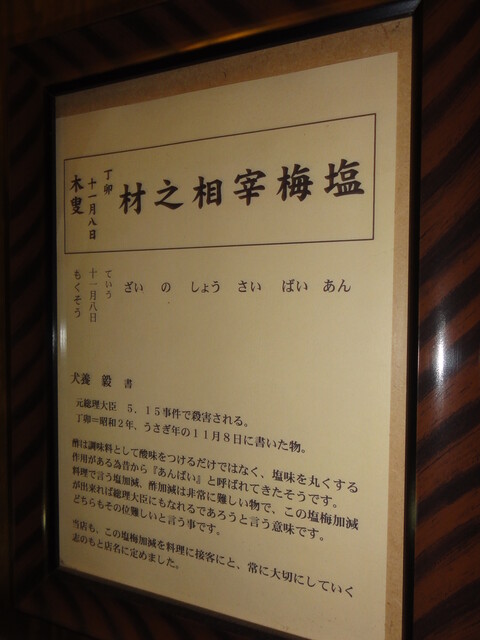 塩梅宰相之材
丁卯
十一月八日
木叟
あん ばい さい しょう の ざい
ていう
十一月八日
もくそう
犬養 毅 書
元総理大臣 5．15事件で殺害される。
丁卯＝昭和2年、うさぎ年の11月8日に書いた物。
酢は調味料として酸味をつけるだけではなく、塩味を丸くする
作用がある為昔から『あんばい』と呼ばれてきたそうです。
料理で言う塩加減、酢加減は非常に難しい物で、この塩梅加減
が出来れば総理大臣にもなれるであろうと言う意味です。
どちらもその位難しいと言う事です。
当店も、この塩梅加減を料理に接客にと、常に大切にしていく
志のもと店名に定めました。